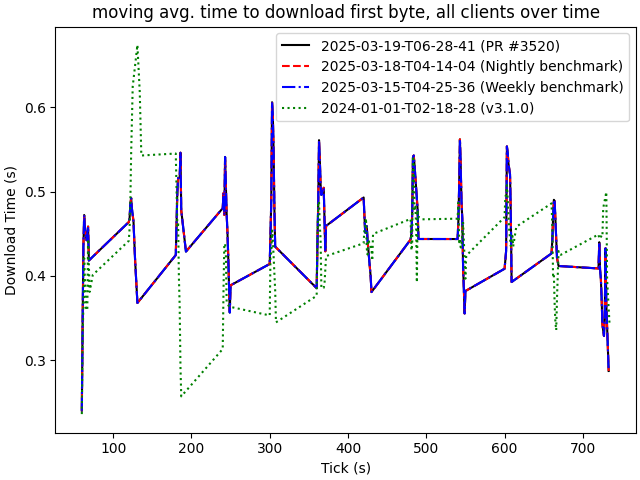 moving avg. time to download first byte, all clients over time
2025-03-19-T06-28-41 (PR #3520)
2025-03-18-T04-14-04 (Nightly benchmark)
2025-03-15-T04-25-36 (Weekly benchmark)
2024-01-01-T02-18-28 (v3.1.0)
Download Time (s)
0.6
0.5
0.4
0.3
100 200 300 400 500 600 700
Tick (s)